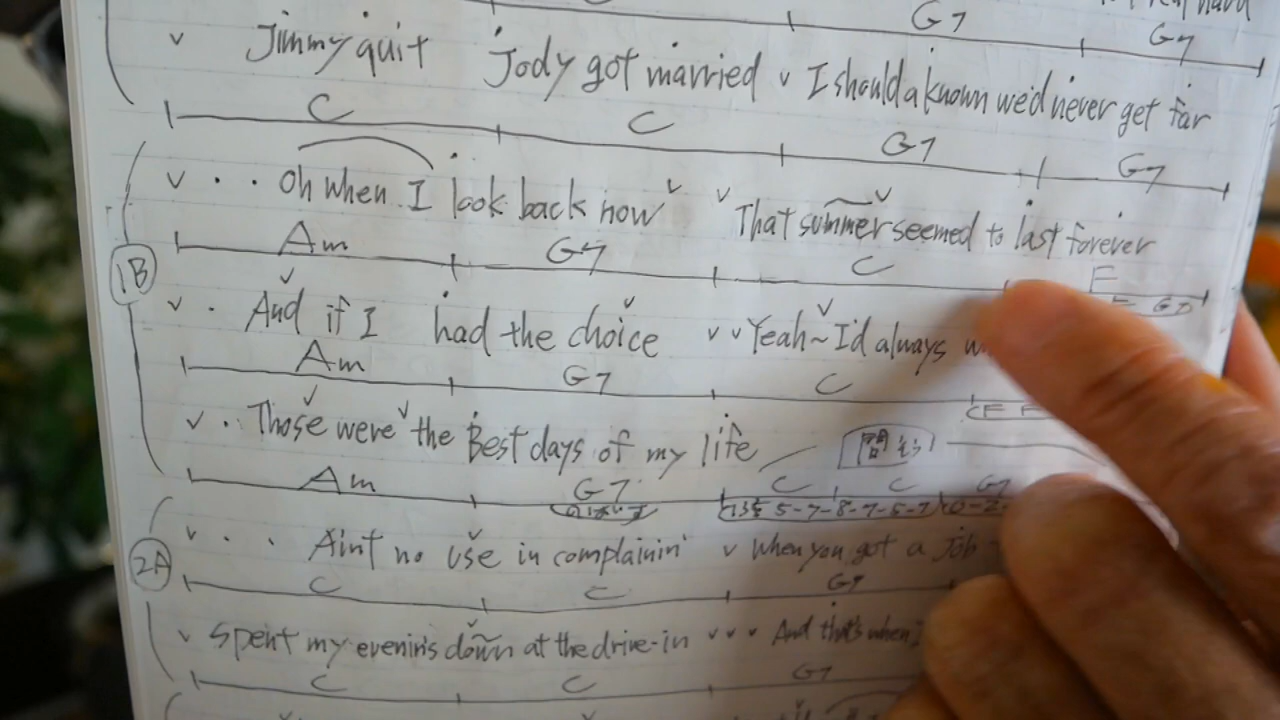 hard
G7 G7
Jimmy quit Jody got married I shoulda known we'd never get far
C C G7 G7
Oh when I look back now That summer seemed to last forever
Am G7 C F
1B
And if I had the choice Yeah~ I'd always
Am G7 C
Those were the Best days of my life
Am G7 C C G7
5-7-8-7-5-7
2A
Ain't no use in complainin' When you got a job
C C G7
Spent my evenin's down at the drive-in And that's when
C C G7